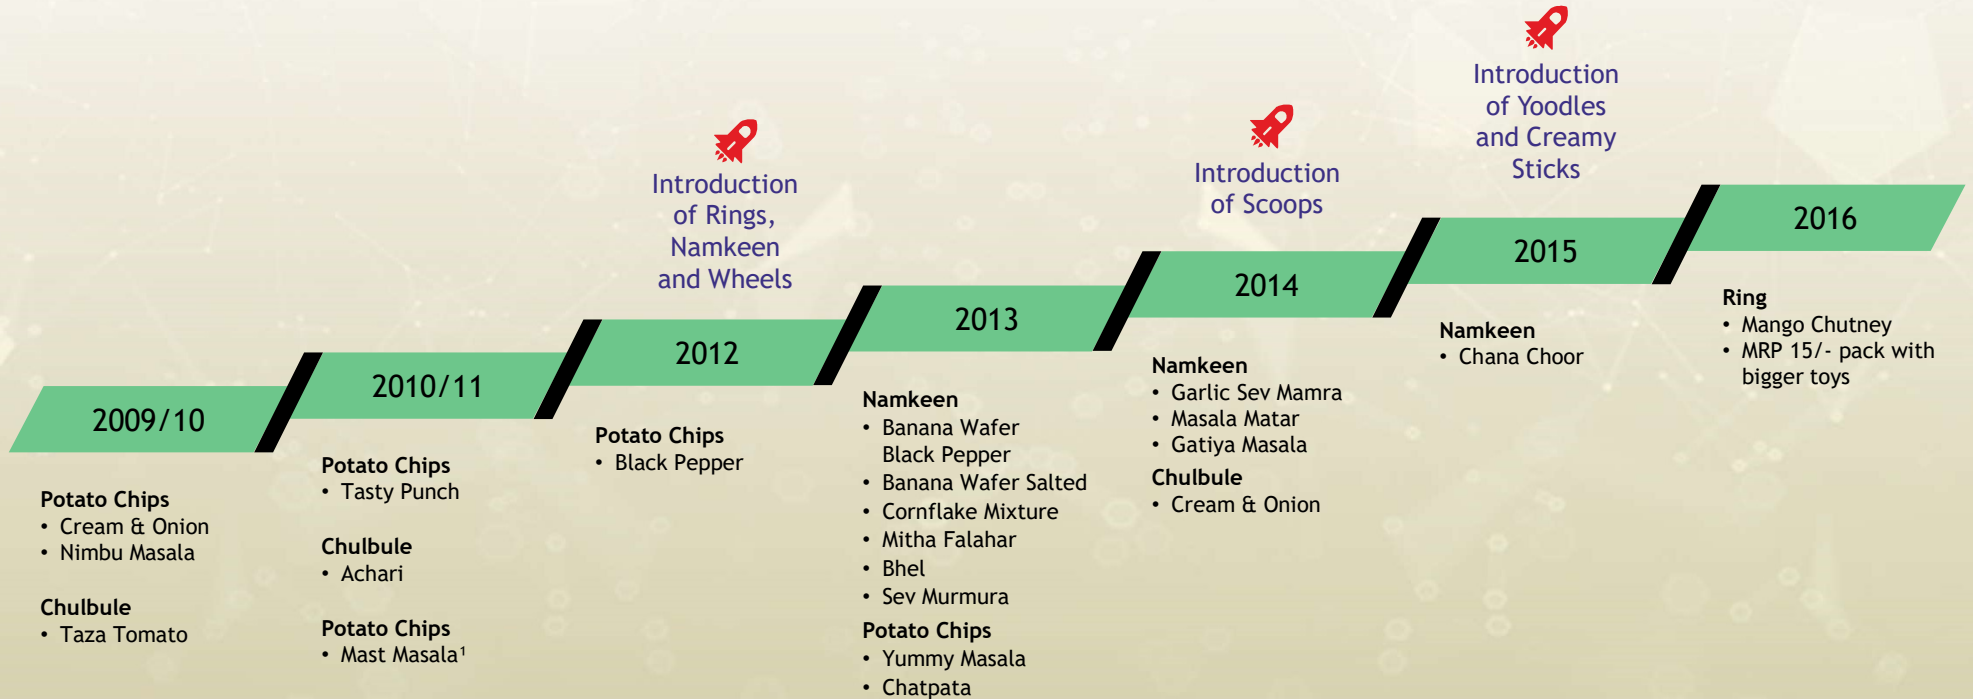 2009/10
Potato Chips
• Cream & Onion
• Nimbu Masala
Chulbule
• Taza Tomato
2010/11
Potato Chips
• Tasty Punch
Chulbule
• Achari
Potato Chips
• Mast Masala¹
Introduction
of Rings,
Namkeen
and Wheels
2012
Potato Chips
• Black Pepper
2013
Namkeen
• Banana Wafer
Black Pepper
• Banana Wafer Salted
• Cornflake Mixture
• Mitha Falahar
• Bhel
• Sev Murmura
Potato Chips
• Yummy Masala
• Chatpata
Introduction
of Scoops
2014
Namkeen
• Garlic Sev Mamra
• Masala Matar
• Gatiya Masala
Chulbule
• Cream & Onion
Introduction
of Yoodles
and Creamy
Sticks
2015
Namkeen
• Chana Choor
2016
Ring
• Mango Chutney
• MRP 15/- pack with
bigger toys